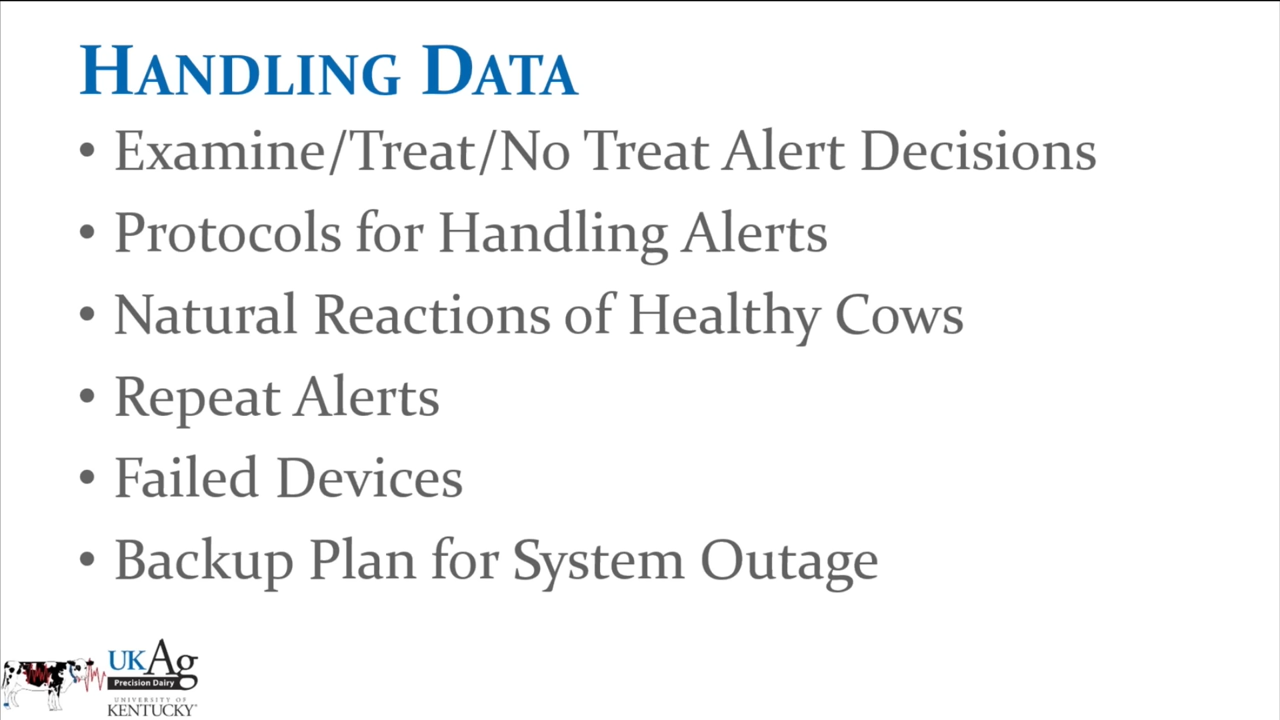 HANDLING DATA
• Examine/Treat/No Treat Alert Decisions
• Protocols for Handling Alerts
• Natural Reactions of Healthy Cows
• Repeat Alerts
• Failed Devices
• Backup Plan for System Outage
UKAg
Precision Dairy
UNIVERSITY OF
KENTUCKY